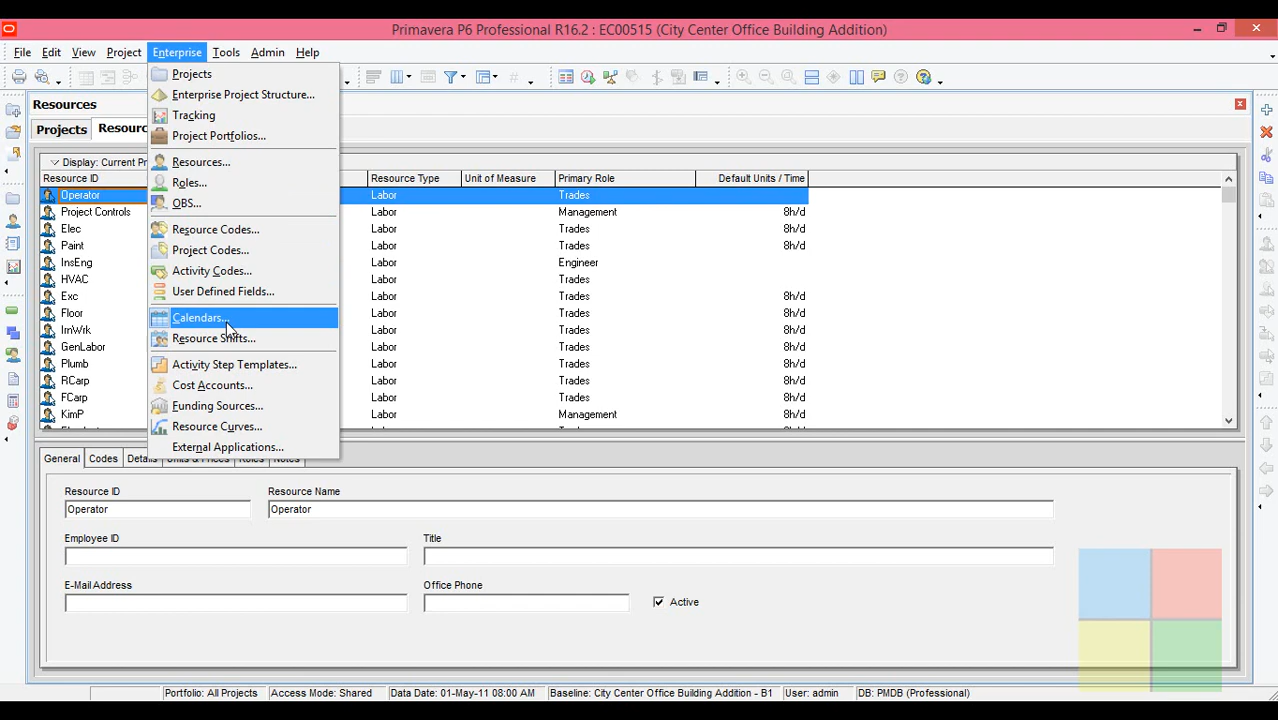 Primavera P6 Professional R16.2 : EC00515 (City Center Office Building Addition)
File Edit View Project Enterprise Tools Admin Help
Projects
Enterprise Project Structure...
Tracking
Project Portfolios...
Resources...
Roles...
OBS...
Resource Codes...
Project Codes...
Activity Codes...
User Defined Fields...
Calendars...
Resource Shifts...
Activity Step Templates...
Cost Accounts...
Funding Sources...
Resource Curves...
External Applications...
Resources
Projects
Display: Current
Resource ID Resource Type Unit of Measure Primary Role Default Units / Time
Operator Labor Trades 8h/d
Project Controls Labor Management 8h/d
Elec Labor Trades 8h/d
Paint Labor Trades 8h/d
InsEng Labor Engineer
HVAC Labor Trades
Exc Labor Trades 8h/d
Floor Labor Trades 8h/d
IrnWrk Labor Trades 8h/d
GenLabor Labor Trades 8h/d
Plumb Labor Trades 8h/d
RCarp Labor Trades 8h/d
FCarp Labor Trades 8h/d
KimP Labor Management 8h/d
General Codes Details Units & Prices Roles Notes
Resource ID Resource Name
Operator Operator
Employee ID Title
E-Mail Address Office Phone
Active
Portfolio: All Projects Access Mode: Shared Data Date: 01-May-11 08:00 AM Baseline: City Center Office Building Addition - B1 User: admin DB: PMDB (Professional)